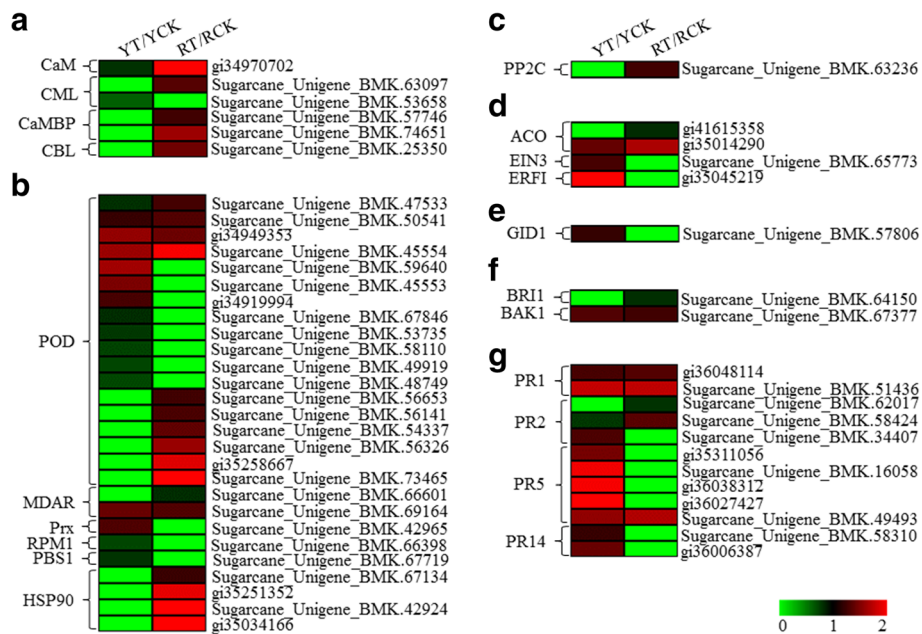 a
YT/YCK RT/RCK
CaM gi34970702
CML Sugarcane_Unigene_BMK.63097
Sugarcane_Unigene_BMK.53658
CaMBP Sugarcane_Unigene_BMK.57746
Sugarcane_Unigene_BMK.74651
CBL Sugarcane_Unigene_BMK.25350
b
POD
Sugarcane_Unigene_BMK.47533
Sugarcane_Unigene_BMK.50541
gi34949353
Sugarcane_Unigene_BMK.45554
Sugarcane_Unigene_BMK.59640
Sugarcane_Unigene_BMK.45553
gi34919994
Sugarcane_Unigene_BMK.67846
Sugarcane_Unigene_BMK.53735
Sugarcane_Unigene_BMK.58110
Sugarcane_Unigene_BMK.49919
Sugarcane_Unigene_BMK.48749
Sugarcane_Unigene_BMK.56653
Sugarcane_Unigene_BMK.56141
Sugarcane_Unigene_BMK.54337
Sugarcane_Unigene_BMK.56326
gi35258667
Sugarcane_Unigene_BMK.73465
MDAR Sugarcane_Unigene_BMK.66601
Sugarcane_Unigene_BMK.69164
Prx Sugarcane_Unigene_BMK.42965
RPM1 Sugarcane_Unigene_BMK.66398
PBS1 Sugarcane_Unigene_BMK.67719
HSP90 Sugarcane_Unigene_BMK.67134
gi35251352
Sugarcane_Unigene_BMK.42924
gi35034166
c
YT/YCK RT/RCK
PP2C Sugarcane_Unigene_BMK.63236
d
ACO gi41615358
gi35014290
EIN3 Sugarcane_Unigene_BMK.65773
ERFI gi35045219
e
GID1 Sugarcane_Unigene_BMK.57806
f
BRI1 Sugarcane_Unigene_BMK.64150
BAK1 Sugarcane_Unigene_BMK.67377
g
PR1 gi36048114
Sugarcane_Unigene_BMK.51436
PR2 Sugarcane_Unigene_BMK.62017
Sugarcane_Unigene_BMK.58424
Sugarcane_Unigene_BMK.34407
PR5 gi35311056
Sugarcane_Unigene_BMK.16058
gi36038312
gi36027427
Sugarcane_Unigene_BMK.49493
PR14 Sugarcane_Unigene_BMK.58310
gi36006387
0 1 2